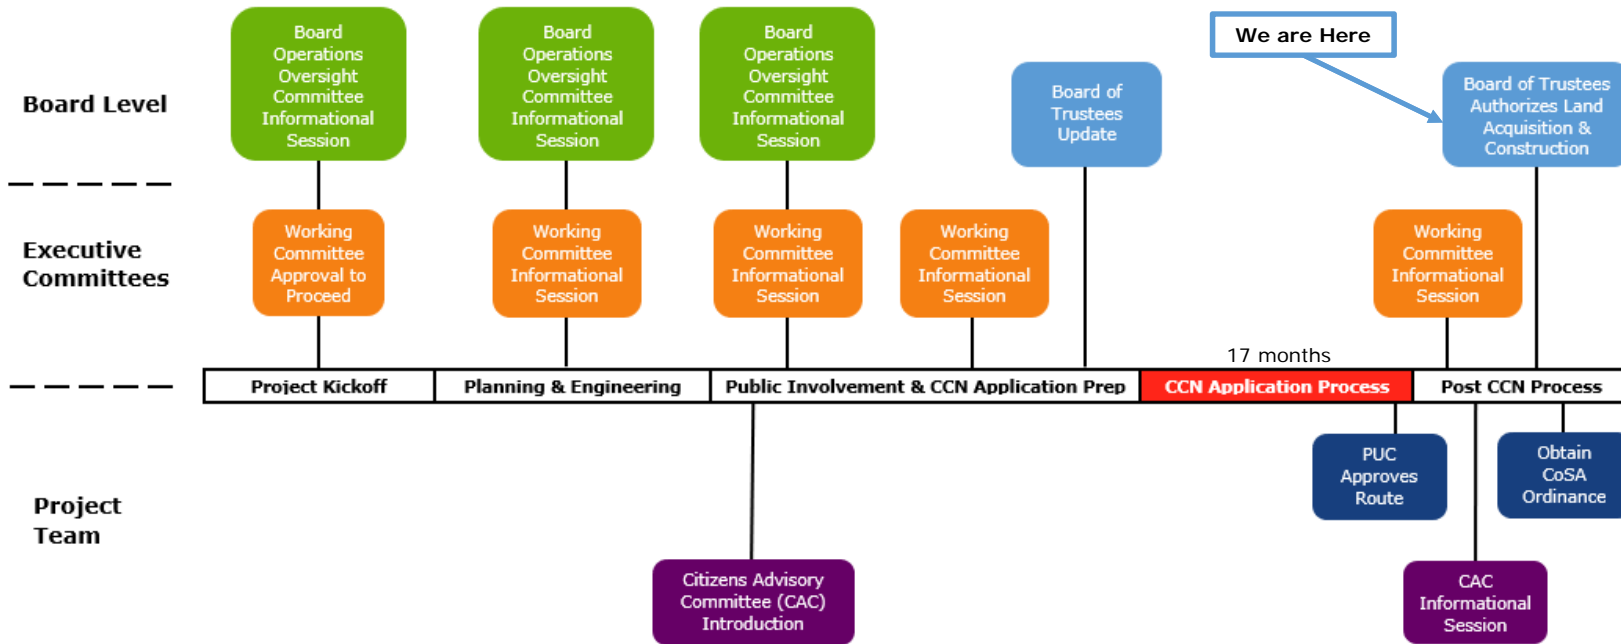 Board
Operations
Oversight
Committee
Informational
Session
Board
Operations
Oversight
Committee
Informational
Session
Board
Operations
Oversight
Committee
Informational
Session
We are Here
Board Level
Board of
Trustees
Update
Board of Trustees
Authorizes Land
Acquisition &
Construction
Executive
Committees
Working
Committee
Approval to
Proceed
Working
Committee
Informational
Session
Working
Committee
Informational
Session
Working
Committee
Informational
Session
Working
Committee
Informational
Session
17 months
Project Kickoff
Planning & Engineering
Public Involvement & CCN Application Prep
CCN Application Process
Post CCN Process
Project
Team
PUC
Approves
Route
Obtain
CoSA
Ordinance
Citizens Advisory
Committee (CAC)
Introduction
CAC
Informational
Session